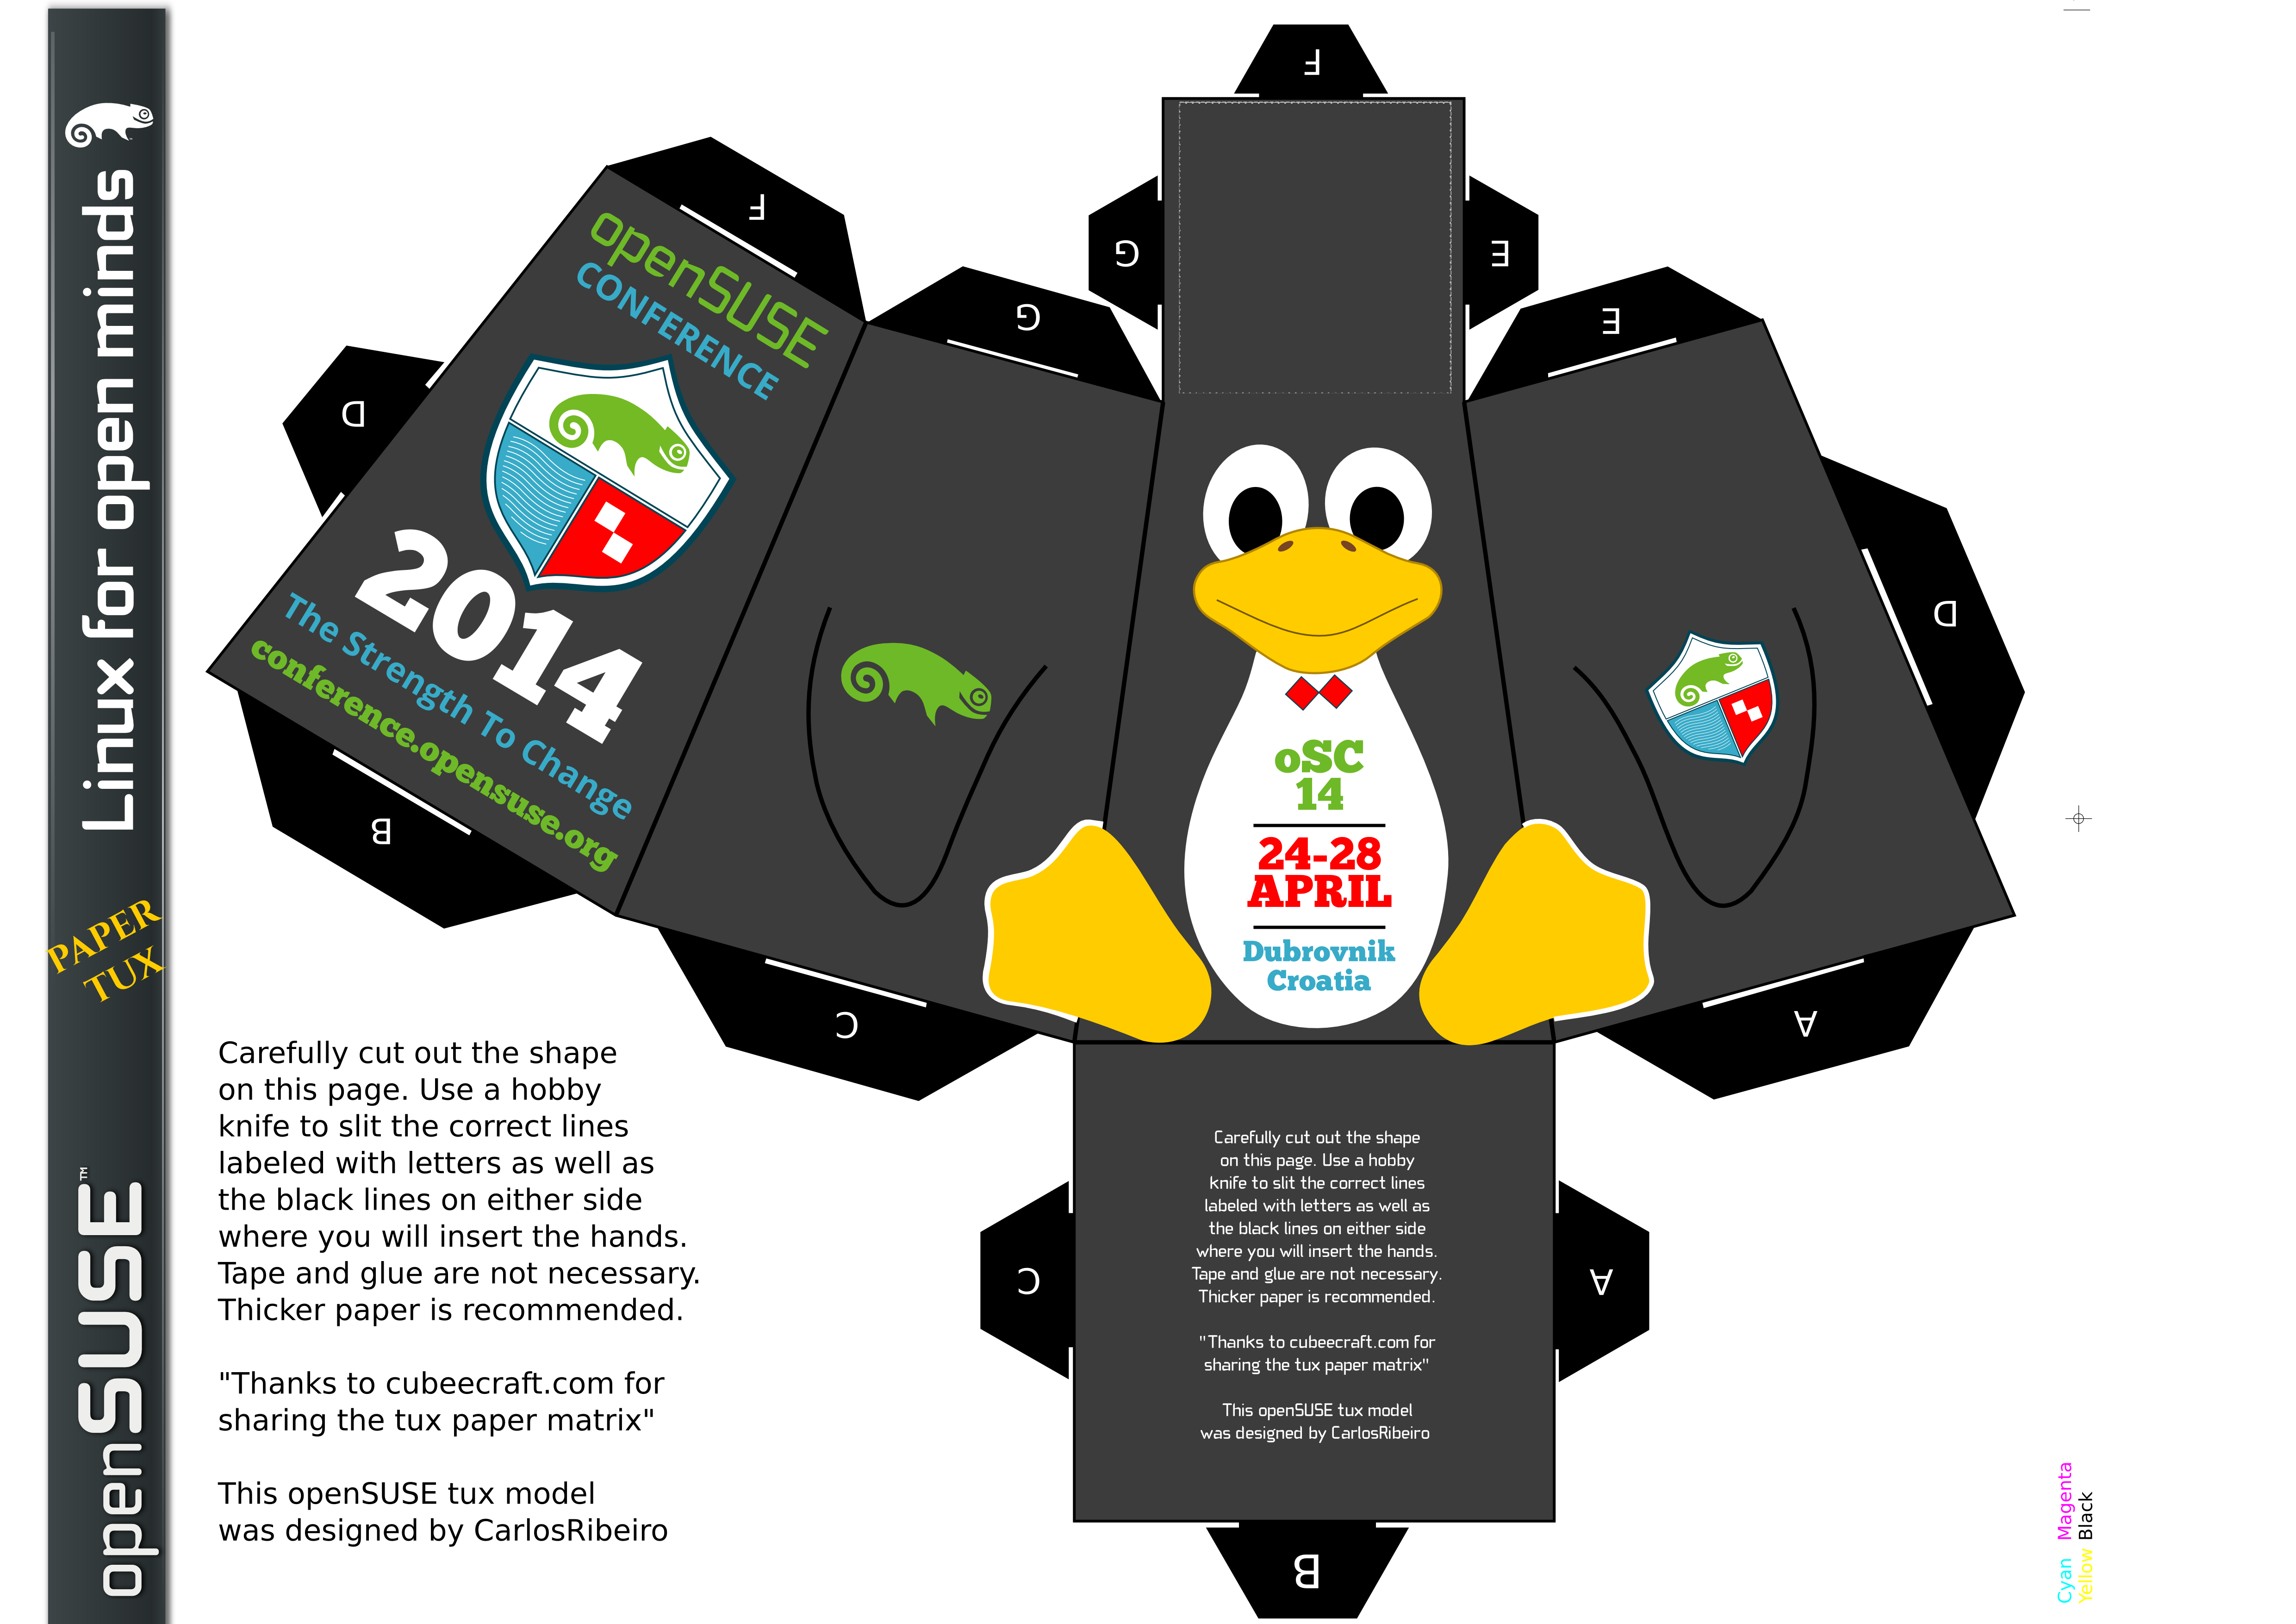 Linux for open minds
PAPER
TUX
openSUSE™
F
F
openSUSE
CONFERENCE
2014
The Strength To Change
conference.opensuse.org
D
B
G
G
E
E
D
C
A
oSC
14
24-28
APRIL
Dubrovnik
Croatia
Carefully cut out the shape
on this page. Use a hobby
knife to slit the correct lines
labeled with letters as well as
the black lines on either side
where you will insert the hands.
Tape and glue are not necessary.
Thicker paper is recommended.
"Thanks to cubeecraft.com for
sharing the tux paper matrix"
This openSUSE tux model
was designed by CarlosRibeiro
C
A
Carefully cut out the shape
on this page. Use a hobby
knife to slit the correct lines
labeled with letters as well as
the black lines on either side
where you will insert the hands.
Tape and glue are not necessary.
Thicker paper is recommended.
"Thanks to cubeecraft.com for
sharing the tux paper matrix"
This openSUSE tux model
was designed by CarlosRibeiro
B
Cyan Magenta
Yellow Black